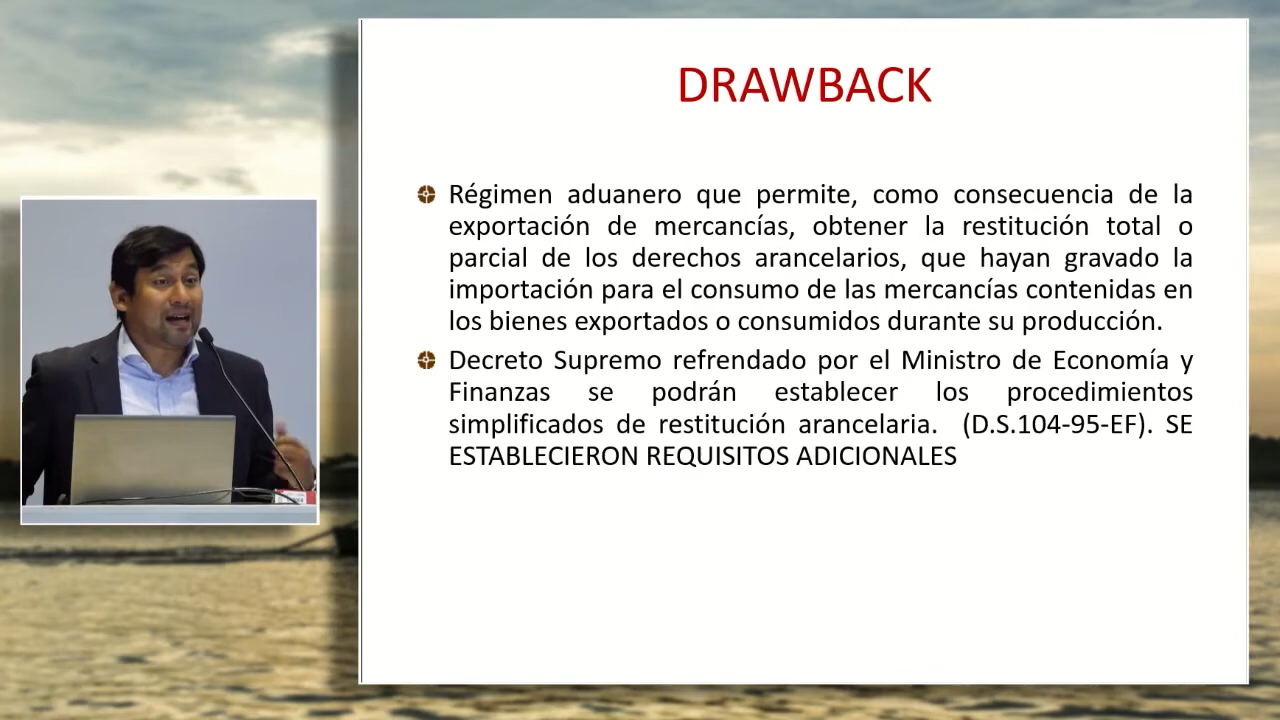 DRAWBACK
Régimen aduanero que permite, como consecuencia de la
exportación de mercancías, obtener la restitución total o
parcial de los derechos arancelarios, que hayan gravado la
importación para el consumo de las mercancías contenidas en
los bienes exportados o consumidos durante su producción.
Decreto Supremo refrendado por el Ministro de Economía y
Finanzas se podrán establecer los procedimientos
simplificados de restitución arancelaria. (D.S.104-95-EF). SE
ESTABLECIERON REQUISITOS ADICIONALES